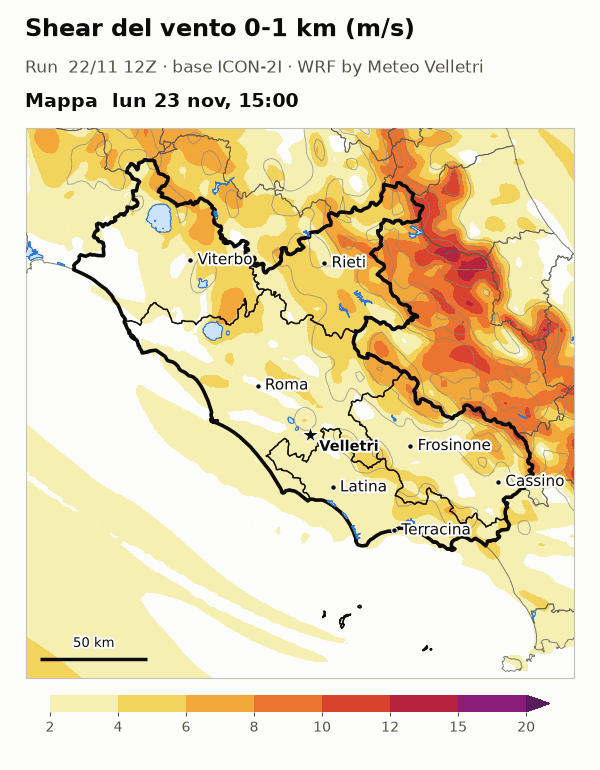 Shear del vento 0-1 km (m/s)
Run 22/11 12Z · base ICON-2I · WRF by Meteo Velletri
Mappa lun 23 nov, 15:00
Viterbo
Rieti
Roma
Velletri
Frosinone
Latina
Cassino
Terracina
50 km
2 4 6 8 10 12 15 20